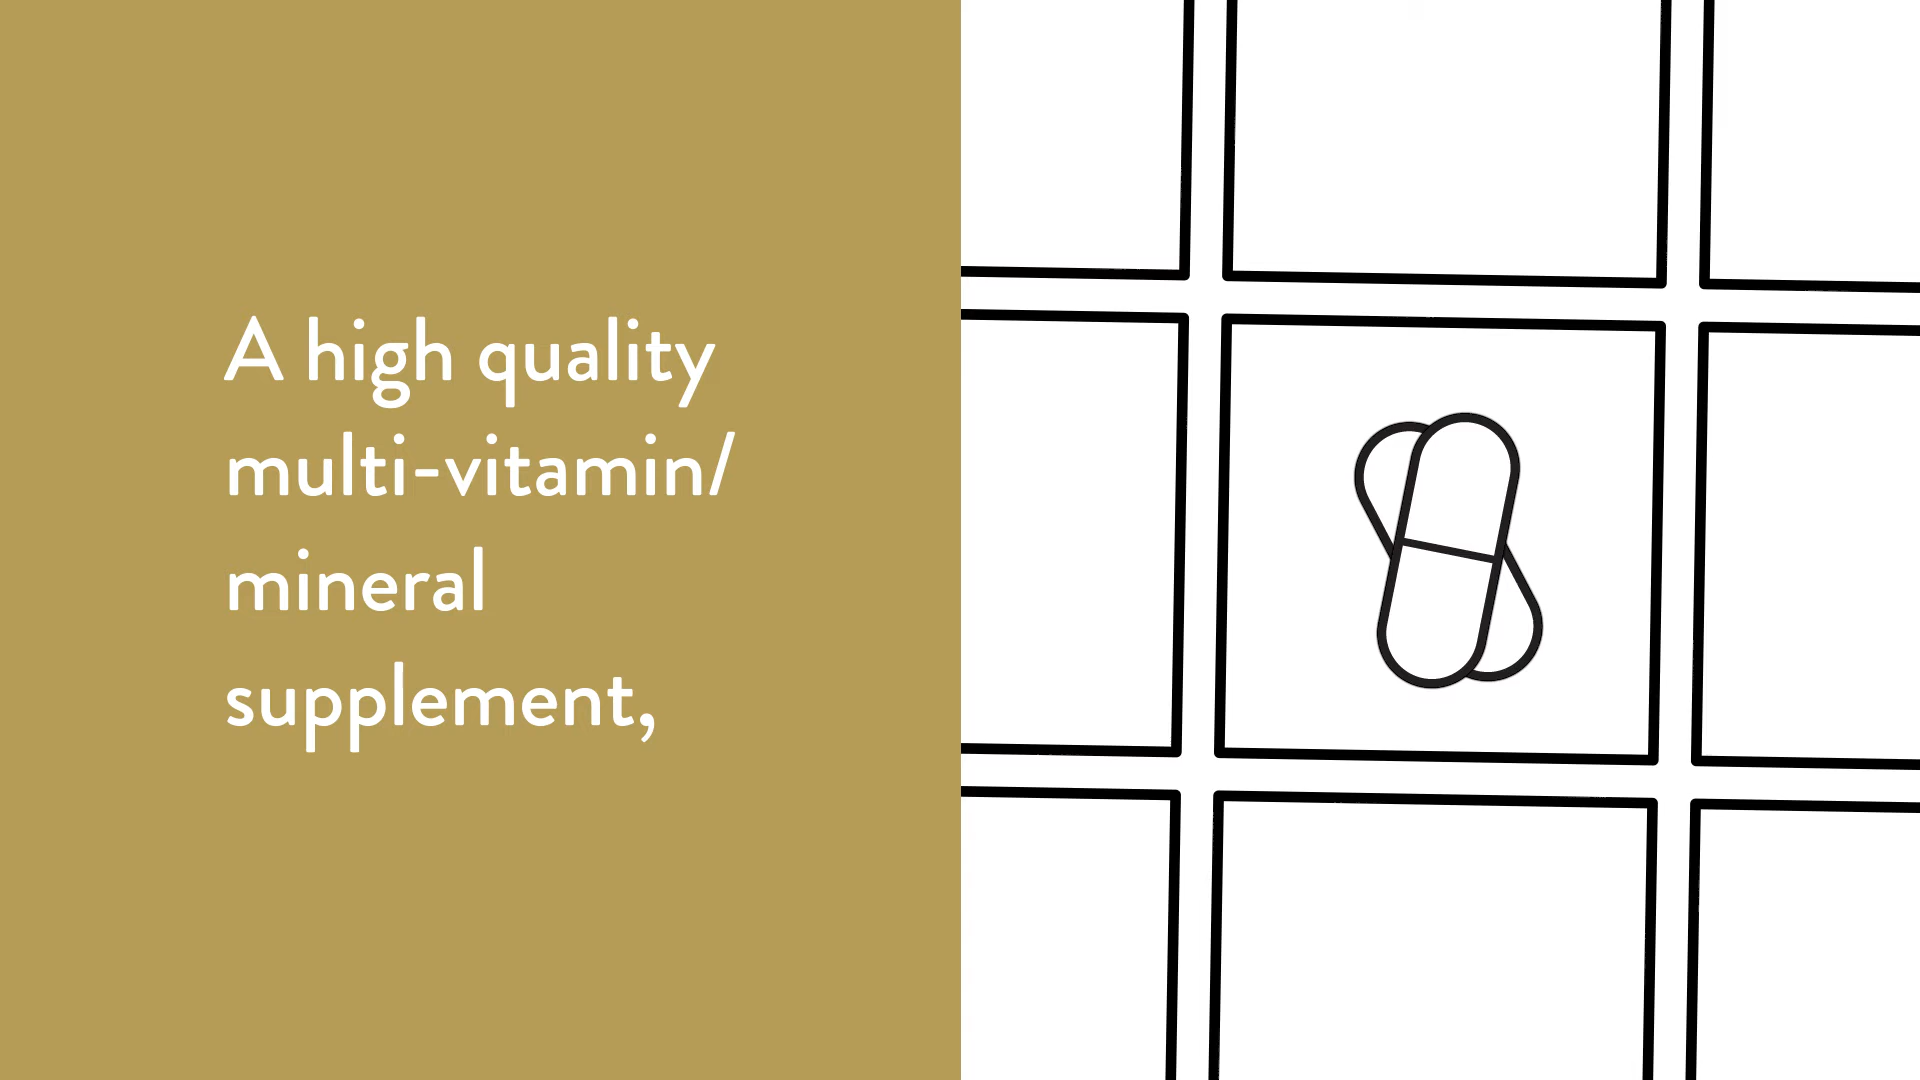 A high quality
multi-vitamin/
mineral
supplement,